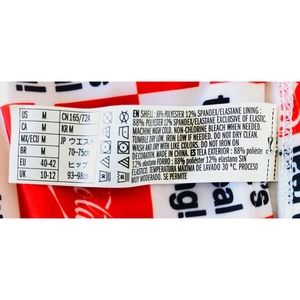 US M CN 165/72A
CA M KR M
MX/ECU M JP ウエスト
BR M 70-75cm
EU 40-42 ヒップ
UK 10-12 93-98cm
EN SHELL: 88% POLYESTER 12% SPANDEX/ELASTANE LINING:
88% POLYESTER 12% SPANDEX/ELASTANE EXCLUSIVE OF ELASTIC.
MACHINE WASH COLD. NON-CHLORINE BLEACH WHEN NEEDED.
TUMBLE DRY LOW. IRON LOW IF NEEDED. DO NOT DRY CLEAN.
WASH AND DRY WITH LIKE COLORS. DO NOT IRON ON
DECORATION. MADE IN CHINA. ES TELA EXTERIOR: 88% poliéster
12% elastano FORRO: 88% poliéster 12% elastano SIN
ELASTICO. TEMPERATURA MAXIMA DE LAVADO 30 °C. PROCESO
MUY MODERADO, SE PERMITE